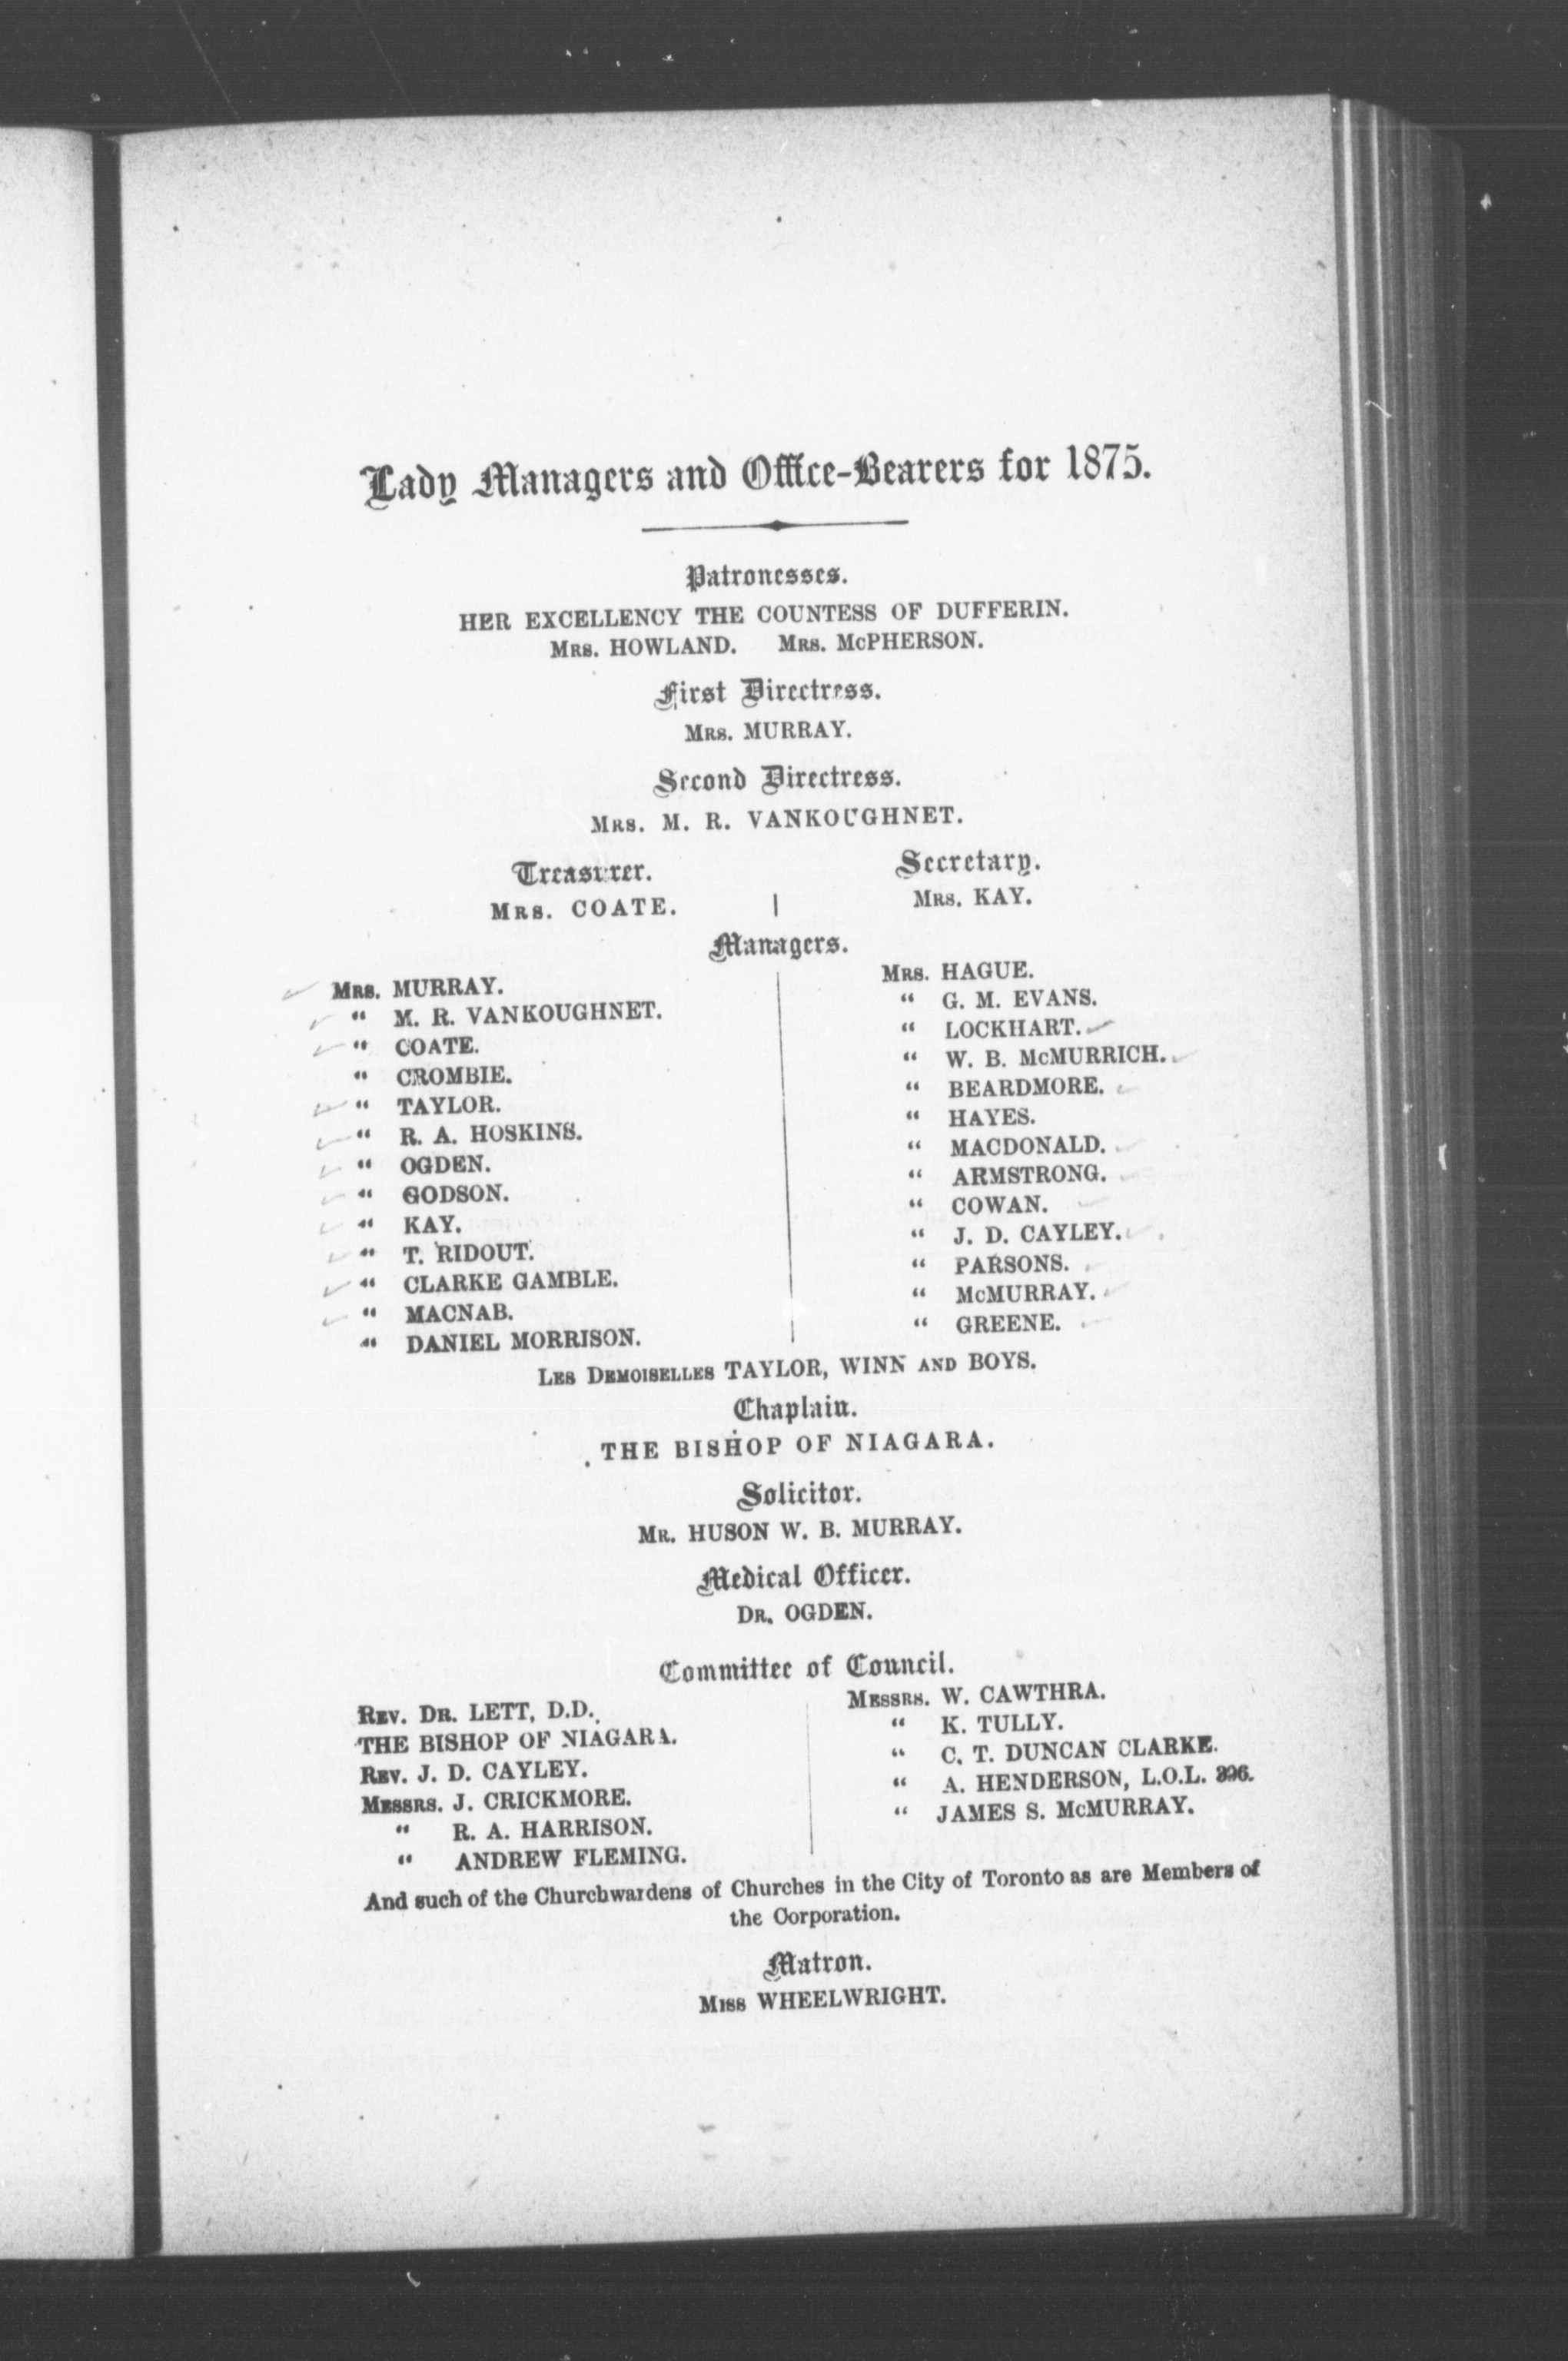 Lady Managers and Office-Bearers for 1875.
Patronesses.
HER EXCELLENCY THE COUNTESS OF DUFFERIN.
MRS. HOWLAND. MRS. McPHERSON.
First Directress.
MRS. MURRAY.
Second Directress.
MRS. M. R. VANKOUGHNET.
Treasurer.
MRS. COATE.
Secretary.
MRS. KAY.
Managers.
MRS. MURRAY.
" M. R. VANKOUGHNET.
" COATE.
" CROMBIE.
" TAYLOR.
" R. A. HOSKINS.
" OGDEN.
" GODSON.
" KAY.
" T. RIDOUT.
" CLARKE GAMBLE.
" MACNAB.
" DANIEL MORRISON.
MRS. HAGUE.
" G. M. EVANS.
" LOCKHART.
" W. B. McMURRICH.
" BEARDMORE.
" HAYES.
" MACDONALD.
" ARMSTRONG.
" COWAN.
" J. D. CAYLEY.
" PARSONS.
" McMURRAY.
" GREENE.
LES DEMOISELLES TAYLOR, WINN AND BOYS.
Chaplain.
THE BISHOP OF NIAGARA.
Solicitor.
MR. HUSON W. B. MURRAY.
Medical Officer.
DR. OGDEN.
Committee of Council.
REV. DR. LETT, D.D.
THE BISHOP OF NIAGARA.
REV. J. D. CAYLEY.
MESSRS. J. CRICKMORE.
" R. A. HARRISON.
" ANDREW FLEMING.
MESSRS. W. CAWTHRA.
" K. TULLY.
" C. T. DUNCAN CLARKE.
" A. HENDERSON, L.O.L. 396.
" JAMES S. McMURRAY.
And such of the Churchwardens of Churches in the City of Toronto as are Members of
the Corporation.
Matron.
MISS WHEELWRIGHT.